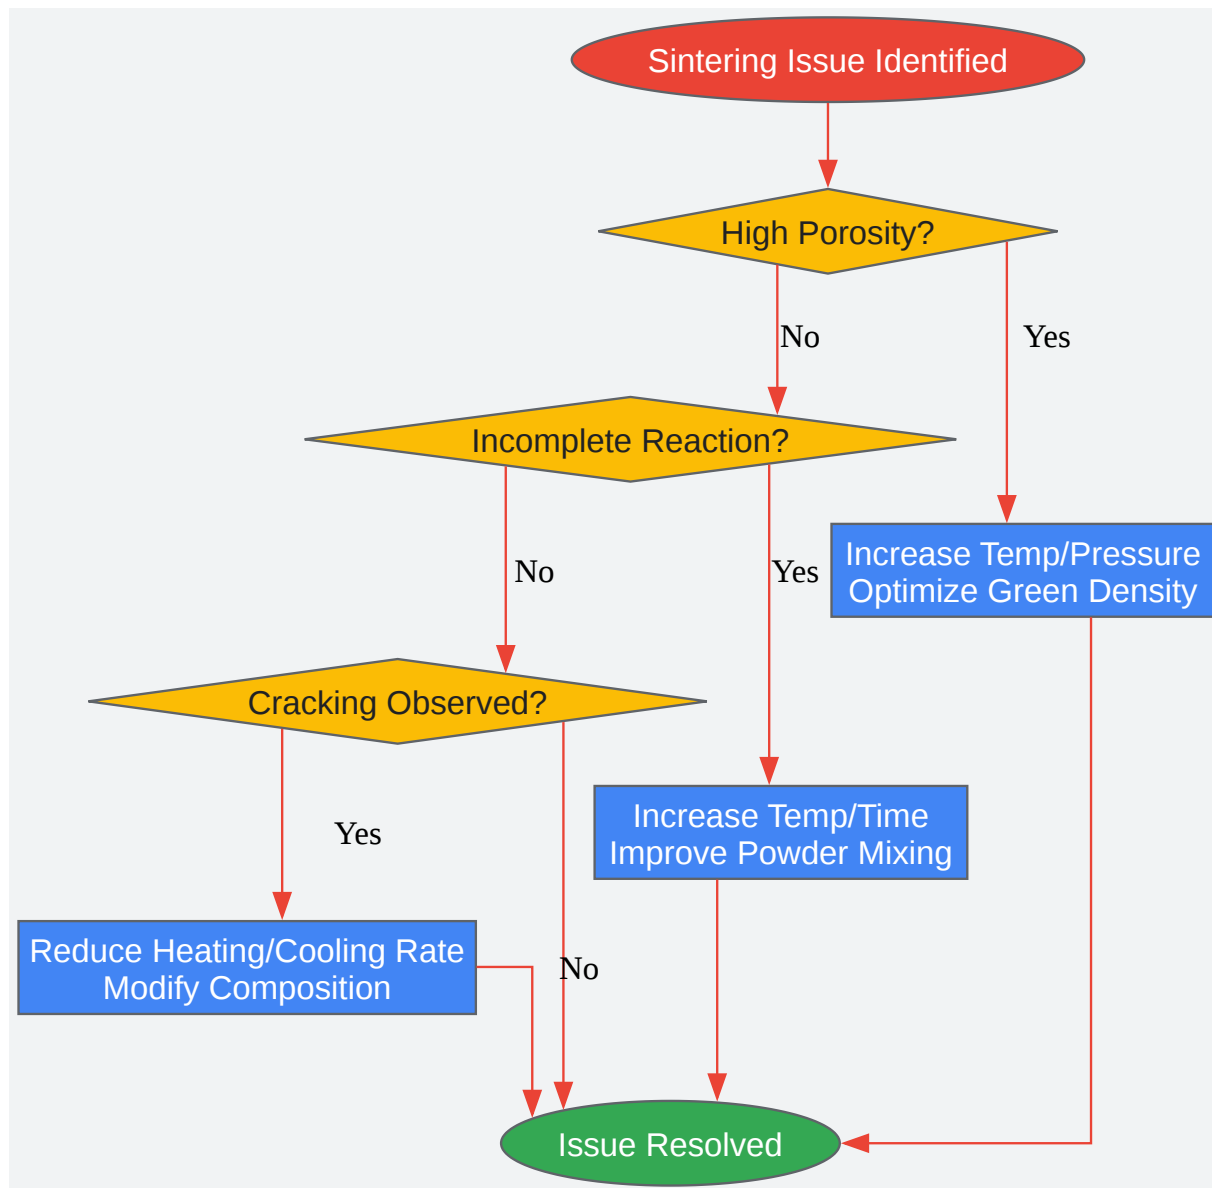 Sintering Issue Identified
High Porosity?
No
Yes
Incomplete Reaction?
No
Yes
Increase Temp/Pressure
Optimize Green Density
Cracking Observed?
Yes
Increase Temp/Time
Improve Powder Mixing
Reduce Heating/Cooling Rate
Modify Composition
No
Issue Resolved